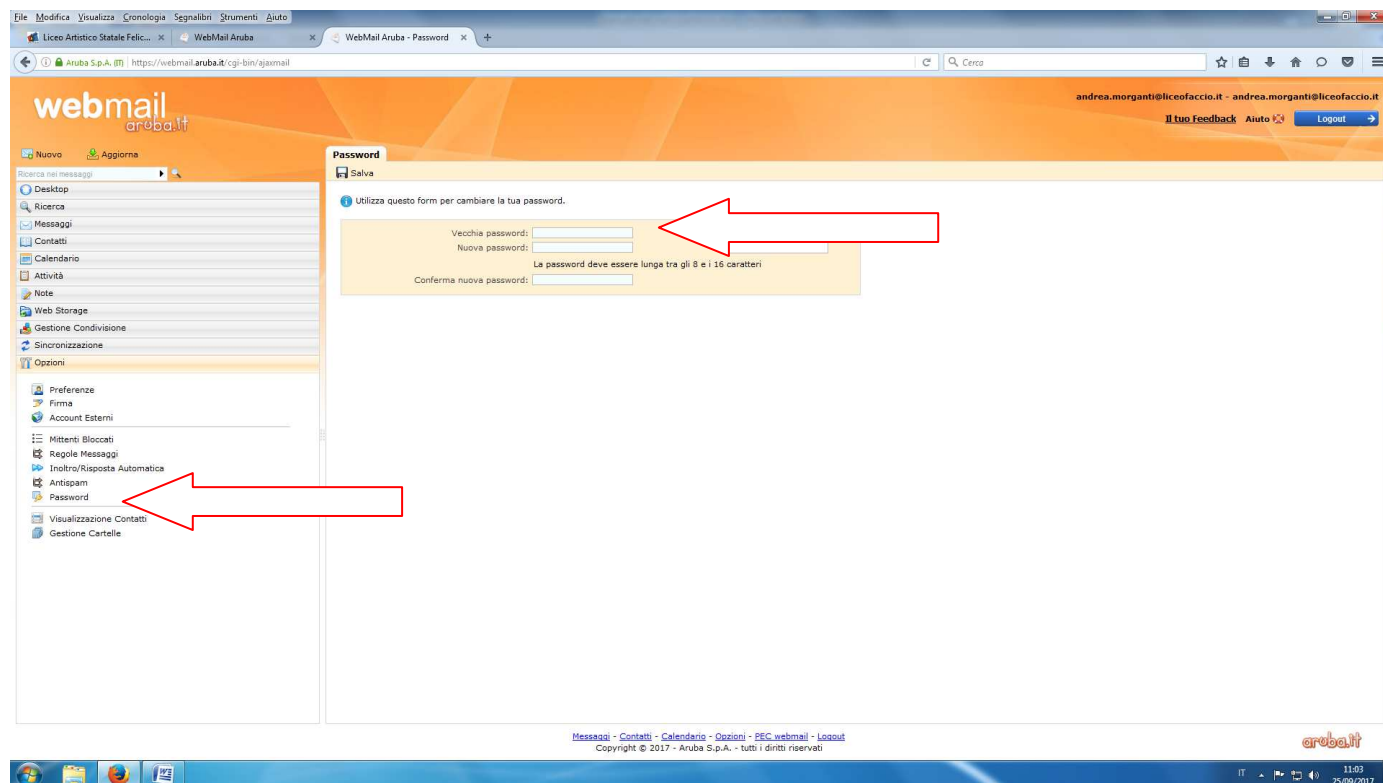 File Modifica Visualizza Cronologia Segnalibri Strumenti Aiuto
Liceo Artistico Statale Felic... × WebMail Aruba × WebMail Aruba - Password × +
Aruba S.p.A. (IT) https://webmail.aruba.it/cgi-bin/ajaxmail Cerca
webmail
aruba.it
andrea.morganti@liceofaccio.it - andrea.morganti@liceofaccio.it
Il tuo Feedback Aiuto Logout
Nuovo Aggiorna
Ricerca nei messaggi
Desktop
Ricerca
Messaggi
Contatti
Calendario
Attività
Note
Web Storage
Gestione Condivisione
Sincronizzazione
Opzioni
Preferenze
Firma
Account Esterni
Mittenti Bloccati
Regole Messaggi
Inoltro/Risposta Automatica
Antispam
Password
Visualizzazione Contatti
Gestione Cartelle
Password
Salva
Utilizza questo form per cambiare la tua password.
Vecchia password:
Nuova password:
La password deve essere lunga tra gli 8 e i 16 caratteri
Conferma nuova password:
Messaggi - Contatti - Calendario - Opzioni - PEC webmail - Logout
Copyright © 2017 - Aruba S.p.A. - tutti i diritti riservati
aruba.it
IT 11:03
25/09/2017